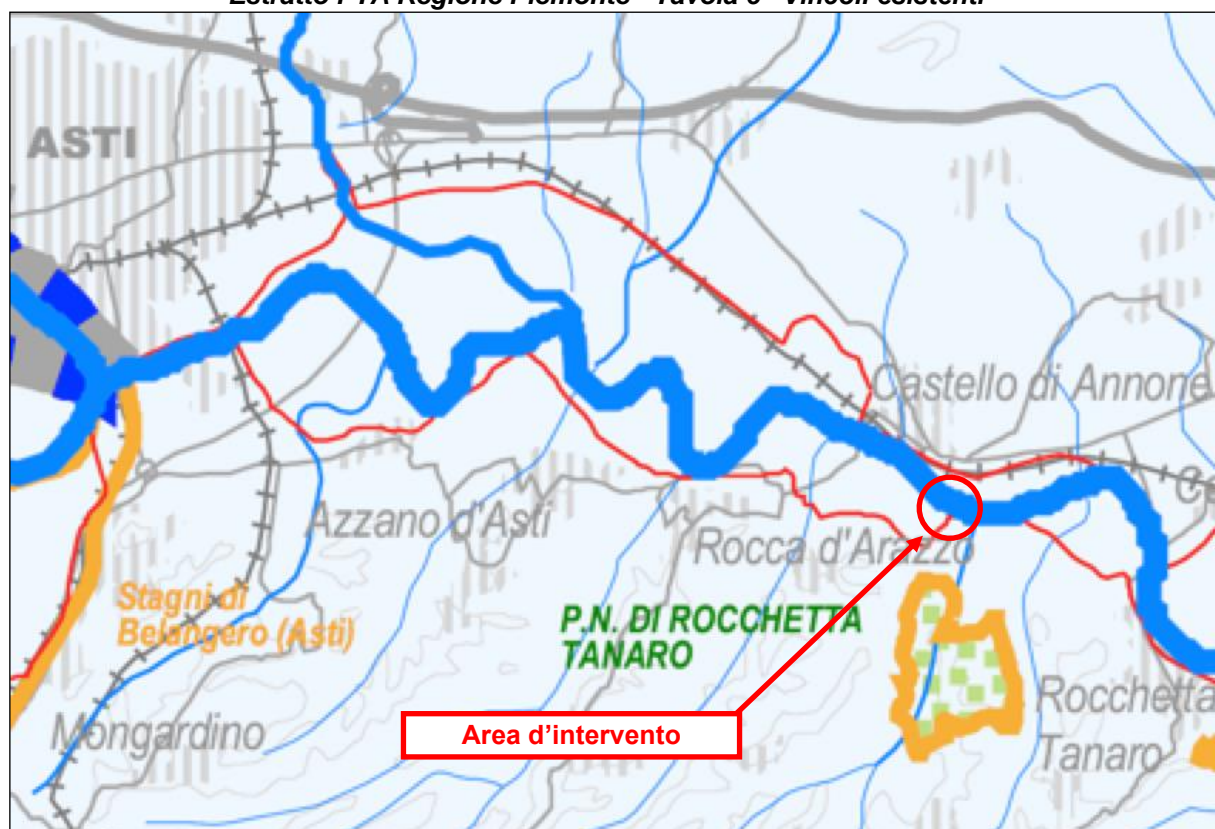 ASTI
Castello di Annone
Azzano d'Asti
Rocca d'Arazzo
Stagni di
Belangero (Asti)
P.N. DI ROCCHETTA
TANARO
Rocchetta
Tanaro
Area d'intervento
Mongardino